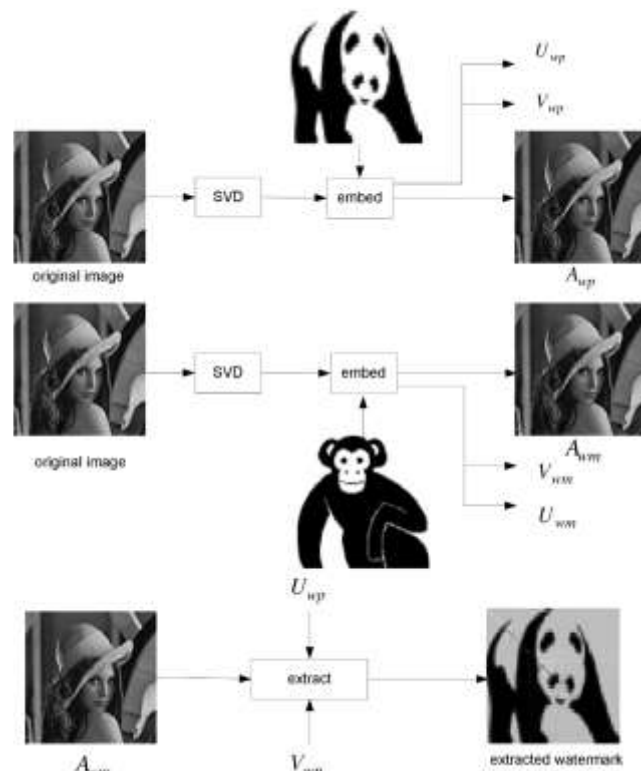 U_wp
V_wp
SVD
embed
original image
A_wp
SVD
embed
original image
A_wm
V_wm
U_wm
U_wp
extract
A_wm
V_wp
extracted watermark